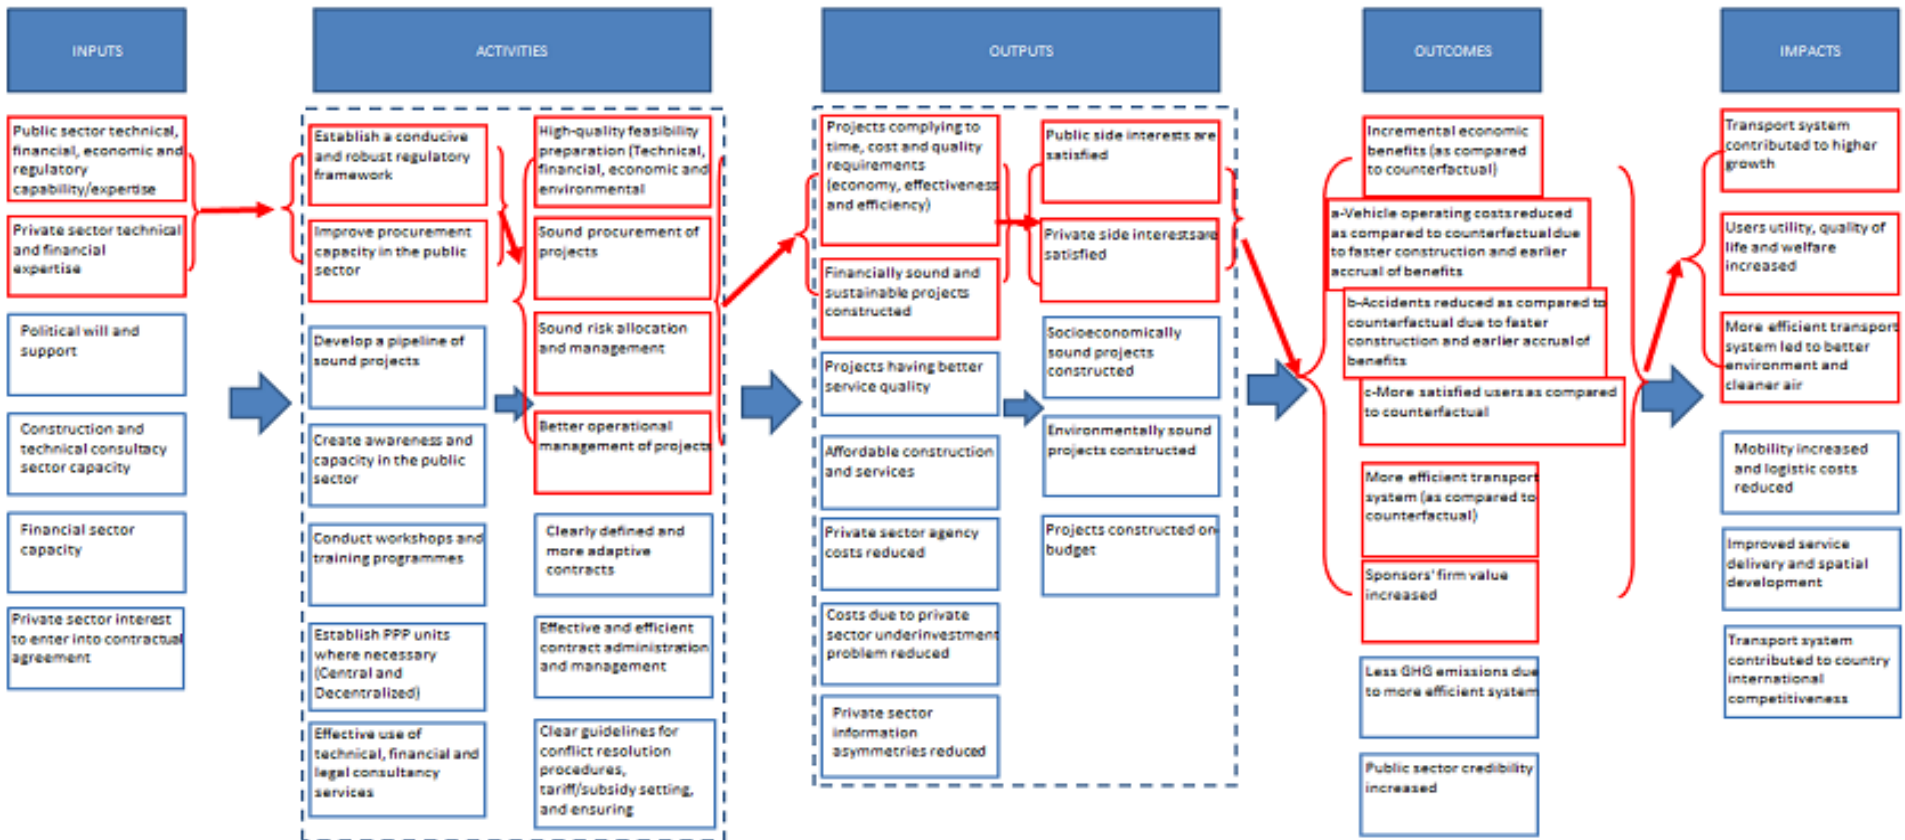 INPUTS
ACTIVITIES
OUTPUTS
OUTCOMES
IMPACTS
Public sector technical,
financial, economic and
regulatory
capability/expertise
Private sector technical
and financial
expertise
Political will and
support
Construction and
technical consultacy
sector capacity
Financial sector
capacity
Private sector interest
to enter into contractual
agreement
Establish a conducive
and robust regulatory
framework
Improve procurement
capacity in the public
sector
Develop a pipeline of
sound projects
Create awareness and
capacity in the public
sector
Conduct workshops and
training programmes
Establish PPP units
where necessary
(Central and
Decentralized)
Effective use of
technical, financial and
legal consultancy
services
High-quality feasibility
preparation (Technical,
financial, economic and
environmental
Sound procurement of
projects
Sound risk allocation
and management
Better operational
management of projects
Clearly defined and
more adaptive
contracts
Effective and efficient
contract administration
and management
Clear guidelines for
conflict resolution
procedures,
tariff/subsidy setting,
and ensuring
Projects complying to
time, cost and quality
requirements
(economy, effectiveness
and efficiency)
Financially sound and
sustainable projects
constructed
Projects having better
service quality
Affordable construction
and services
Private sector agency
costs reduced
Costs due to private
sector underinvestment
problem reduced
Private sector
information
asymmetries reduced
Public side interests are
satisfied
Private side interestsare
satisfied
Socioeconomically
sound projects
constructed
Environmentally sound
projects constructed
Projects constructed on-
budget
Incremental economic
benefits (as compared
to counterfactual)
a-Vehicle operating costs reduced
as compared to counterfactual due
to faster construction and earlier
accrual of benefits
b-Accidents reduced as compared to
counterfactual due to faster
construction and earlier accrual of
benefits
c-More satisfied users as compared
to counterfactual
More efficient transport
system (as compared to
counterfactual)
Sponsors' firm value
increased
Less GHG emissions due
to more efficient system
Public sector credibility
increased
Transport system
contributed to higher
growth
Users utility, quality of
life and welfare
increased
More efficient transport
system led to better
environment and
cleaner air
Mobility increased
and logistic costs
reduced
Improved service
delivery and spatial
development
Transport system
contributed to country
international
competitiveness